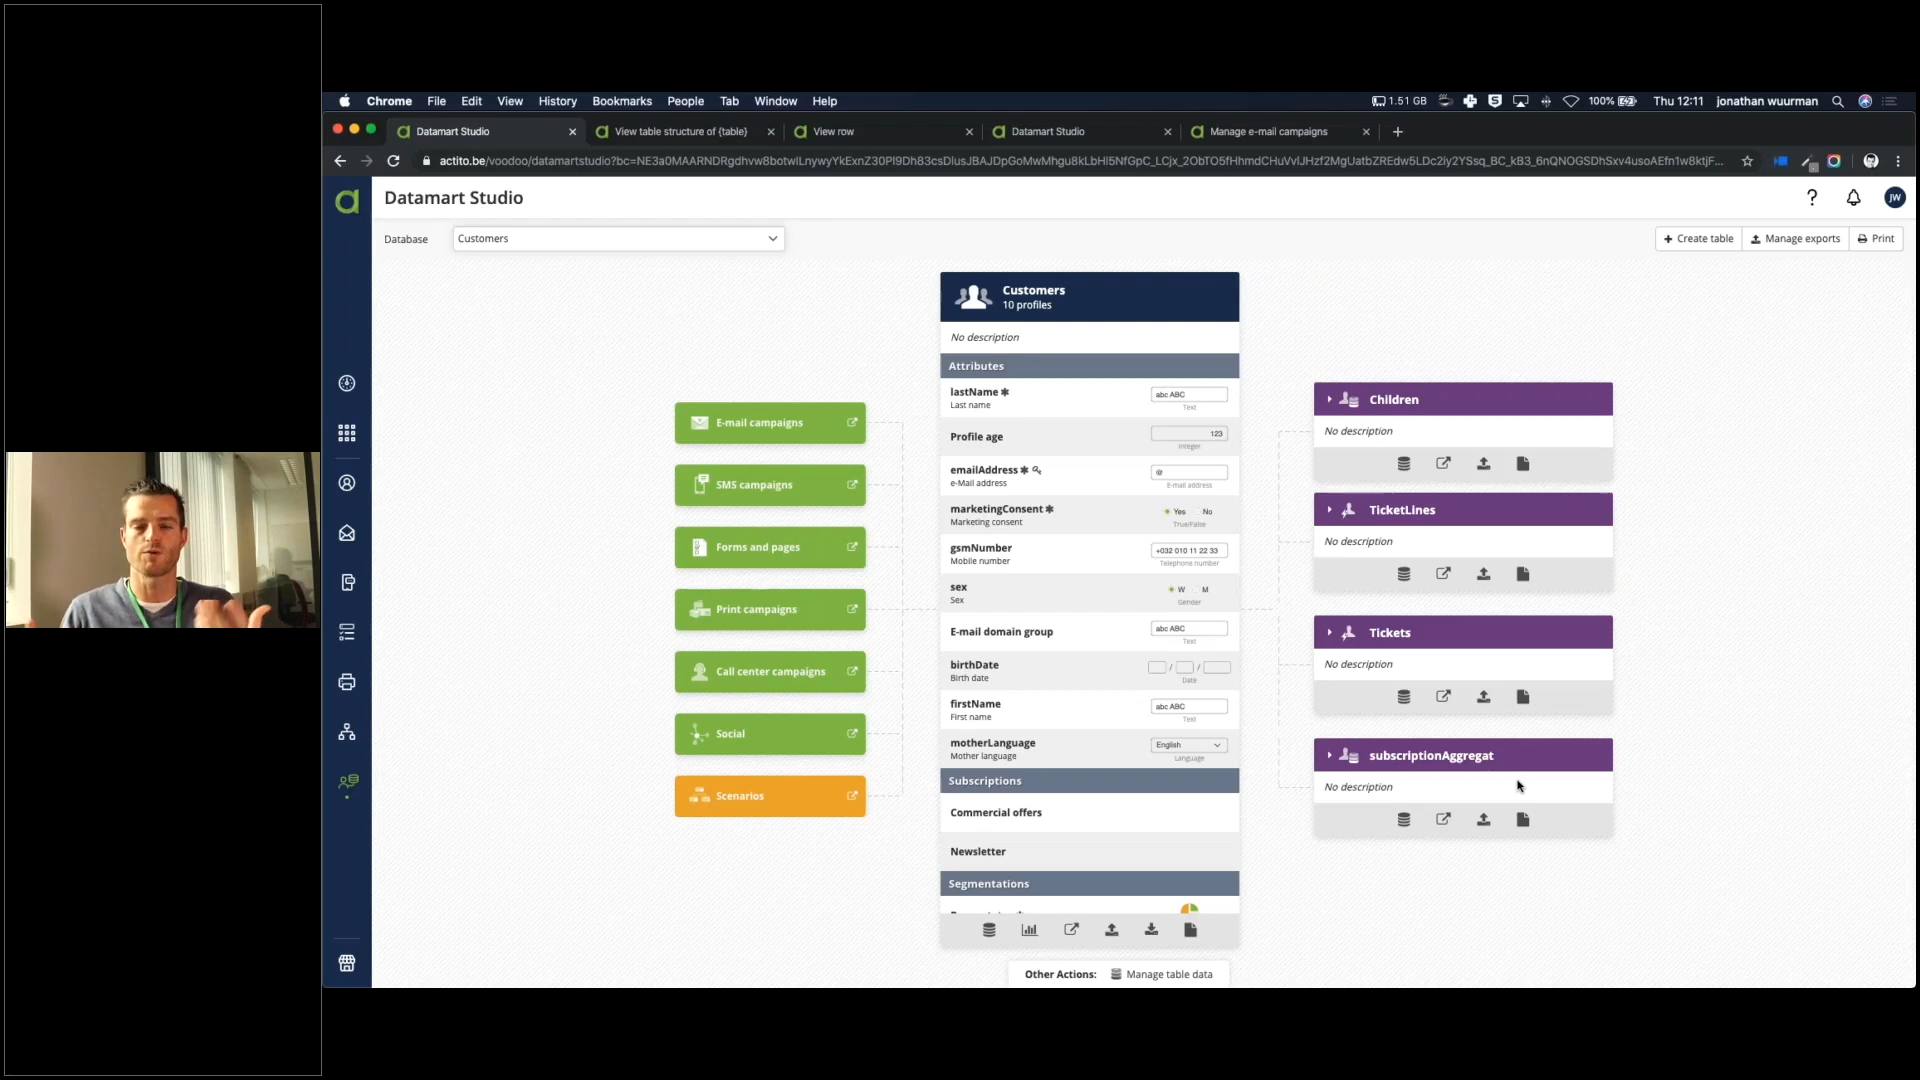 Chrome File Edit View History Bookmarks People Tab Window Help
1.51 GB 100% Thu 12:11 jonathan wuurman
Datamart Studio
View table structure of {table}
View row
Datamart Studio
Manage e-mail campaigns
Datamart Studio
JW
Database
Customers
Create table
Manage exports
Print
Customers
10 profiles
No description
Attributes
lastName
Last name
abc ABC
Text
Profile age
123
Integer
emailAddress
e-Mail address
@
E-mail address
marketingConsent
Marketing consent
Yes No
True/False
gsmNumber
Mobile number
+032 010 11 22 33
Telephone number
sex
Sex
W M
Gender
E-mail domain group
abc ABC
Text
birthDate
Birth date
/ /
Date
firstName
First name
abc ABC
Text
motherLanguage
Mother language
English
Language
Subscriptions
Commercial offers
Newsletter
Segmentations
Other Actions: Manage table data
E-mail campaigns
SMS campaigns
Forms and pages
Print campaigns
Call center campaigns
Social
Scenarios
Children
No description
TicketLines
No description
Tickets
No description
subscriptionAggregat
No description